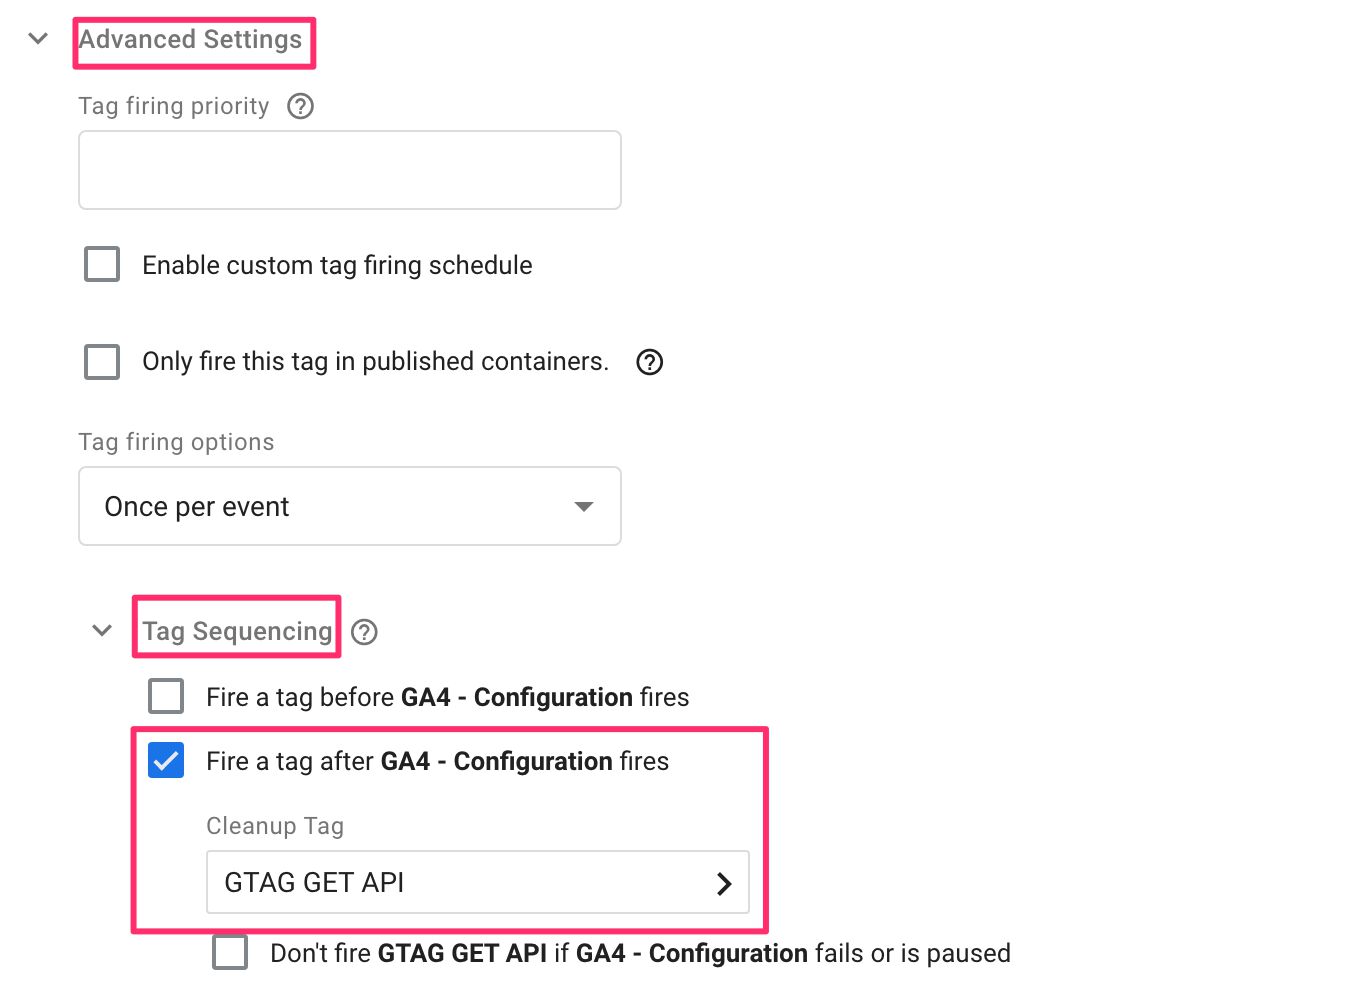 Advanced Settings
Tag firing priority
Enable custom tag firing schedule
Only fire this tag in published containers.
Tag firing options
Once per event
Tag Sequencing
Fire a tag before GA4 - Configuration fires
Fire a tag after GA4 - Configuration fires
Cleanup Tag
GTAG GET API
Don't fire GTAG GET API if GA4 - Configuration fails or is paused